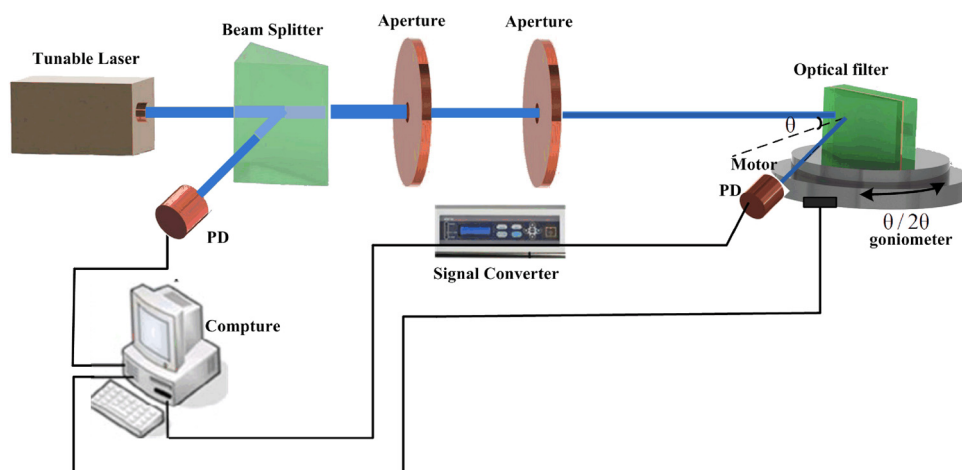 Aperture
Aperture
Beam Splitter
Tunable Laser
Optical filter
θ
Motor
PD
PD
θ/2θ
goniometer
Signal Converter
Compture